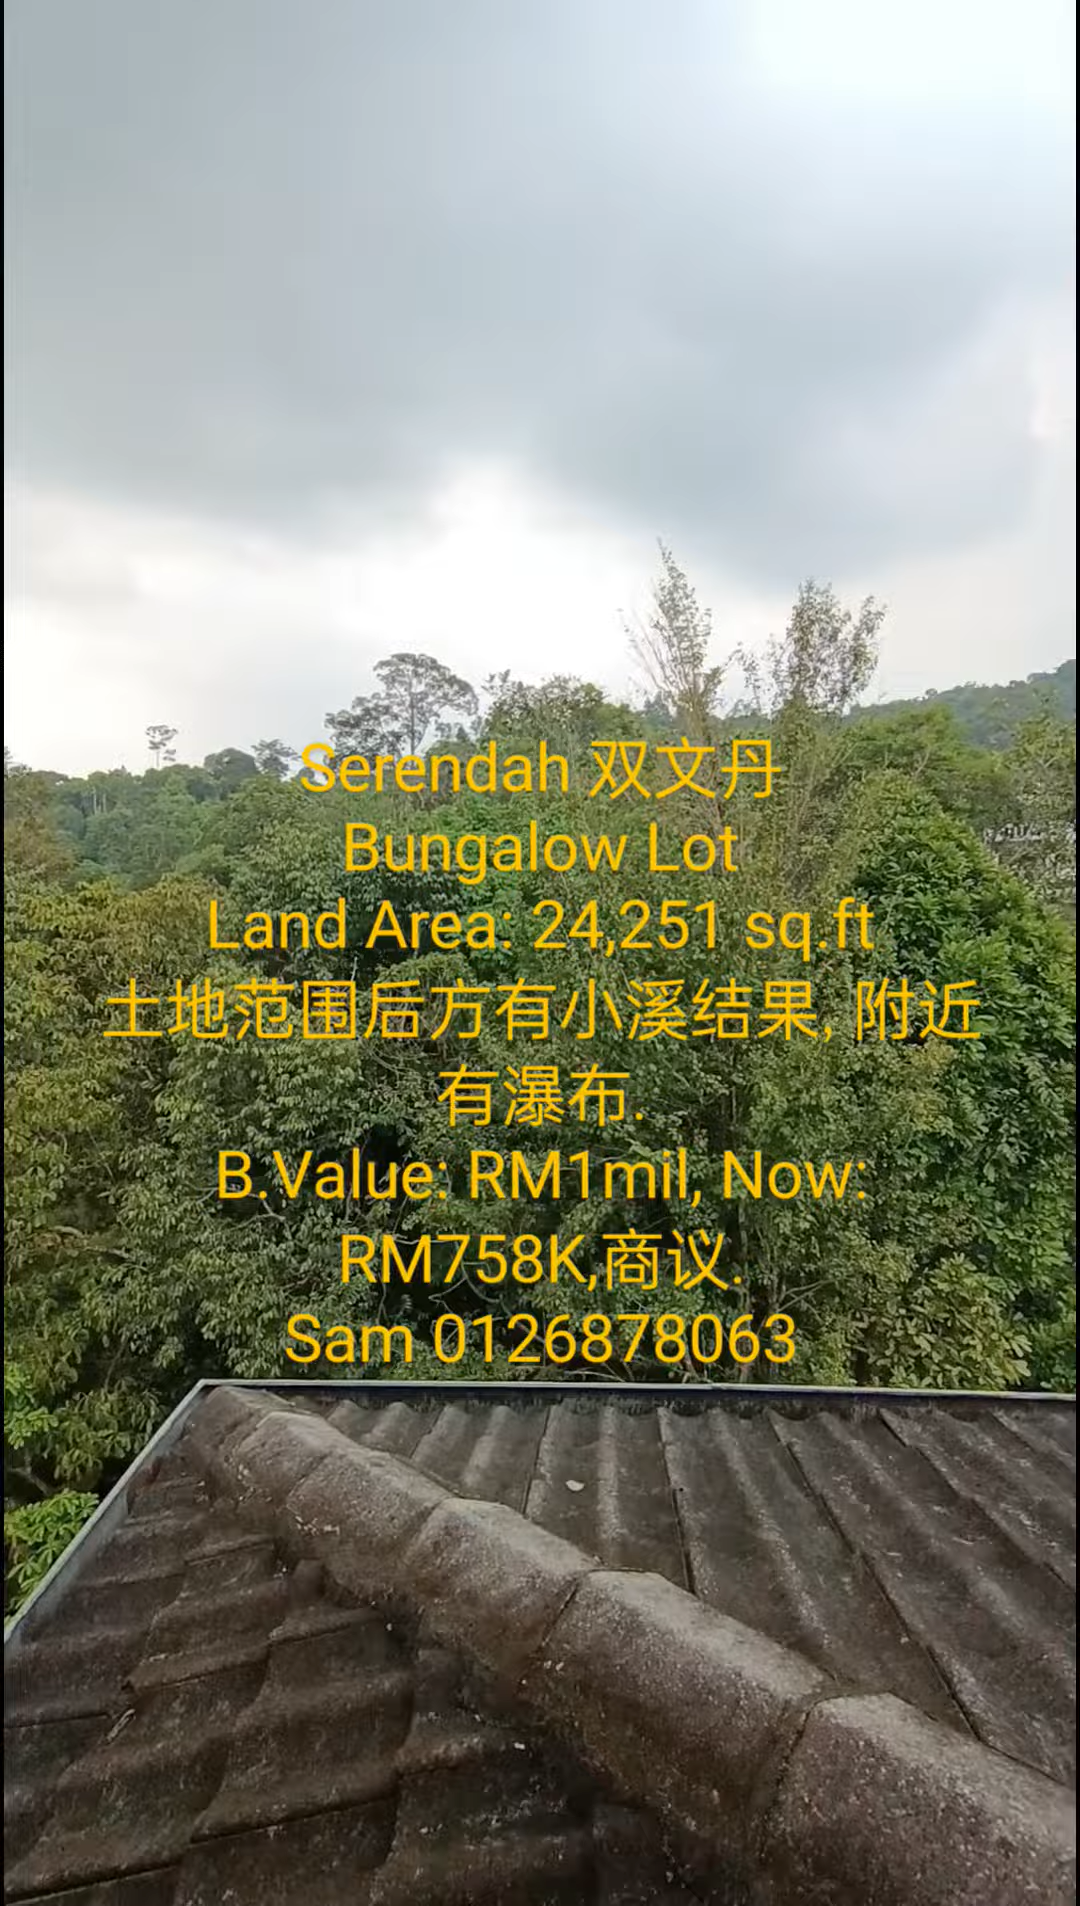 Serendah 双文丹
Bungalow Lot
Land Area: 24,251 sq.ft
土地范围后方有小溪结果, 附近
有瀑布.
B.Value: RM1mil, Now:
RM758K,商议.
Sam 0126878063